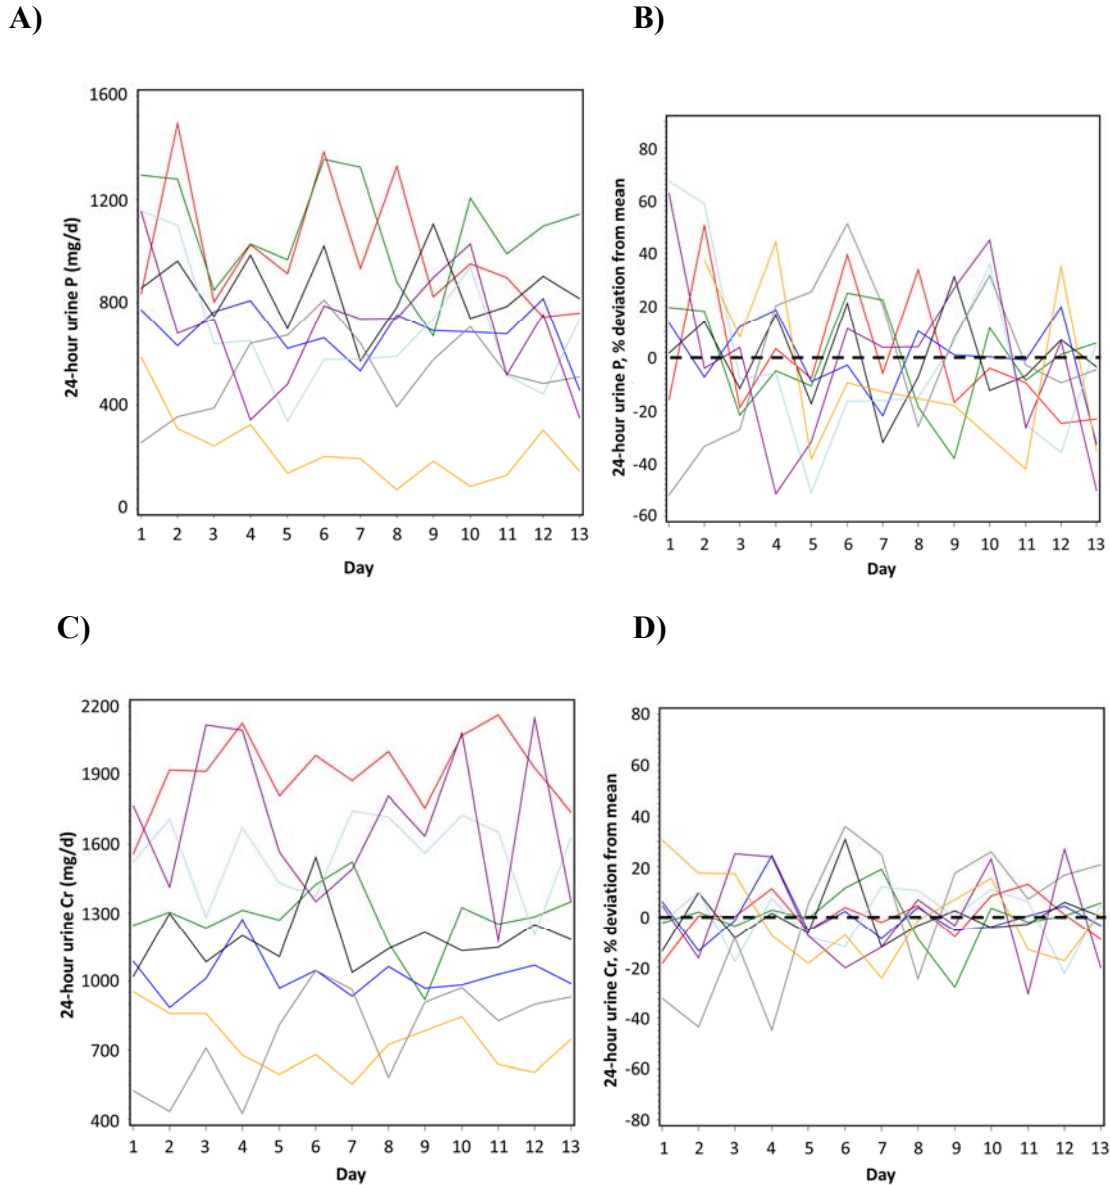 A)
B)
24-hour urine P (mg/d)
1600
1200
800
400
0
1 2 3 4 5 6 7 8 9 10 11 12 13
Day
24-hour urine P, % deviation from mean
80
60
40
20
0
-20
-40
-60
1 2 3 4 5 6 7 8 9 10 11 12 13
Day
C)
D)
24-hour urine Cr (mg/d)
2200
1900
1600
1300
1000
700
400
1 2 3 4 5 6 7 8 9 10 11 12 13
Day
24-hour urine Cr, % deviation from mean
80
60
40
20
0
-20
-40
-60
-80
1 2 3 4 5 6 7 8 9 10 11 12 13
Day